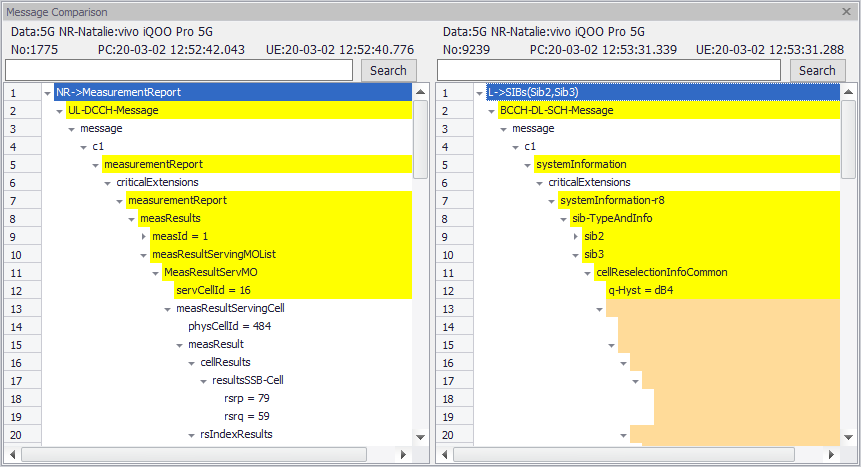 Message Comparison
Data:5G NR-Natalie:vivo iQOO Pro 5G
No:1775 PC:20-03-02 12:52:42.043 UE:20-03-02 12:52:40.776
Search
1 NR->MeasurementReport
2 UL-DCCH-Message
3 message
4 c1
5 measurementReport
6 criticalExtensions
7 measurementReport
8 measResults
9 measId = 1
10 measResultServingMOList
11 MeasResultServMO
12 servCellId = 16
13 measResultServingCell
14 physCellId = 484
15 measResult
16 cellResults
17 resultsSSB-Cell
18 rsrp = 79
19 rsrq = 59
20 rsIndexResults
Data:5G NR-Natalie:vivo iQOO Pro 5G
No:9239 PC:20-03-02 12:53:31.339 UE:20-03-02 12:53:31.288
Search
1 L->SIBs(Sib2,Sib3)
2 BCCH-DL-SCH-Message
3 message
4 c1
5 systemInformation
6 criticalExtensions
7 systemInformation-r8
8 sib-TypeAndInfo
9 sib2
10 sib3
11 cellReselectionInfoCommon
12 q-Hyst = dB4
13
14
15
16
17
18
19
20